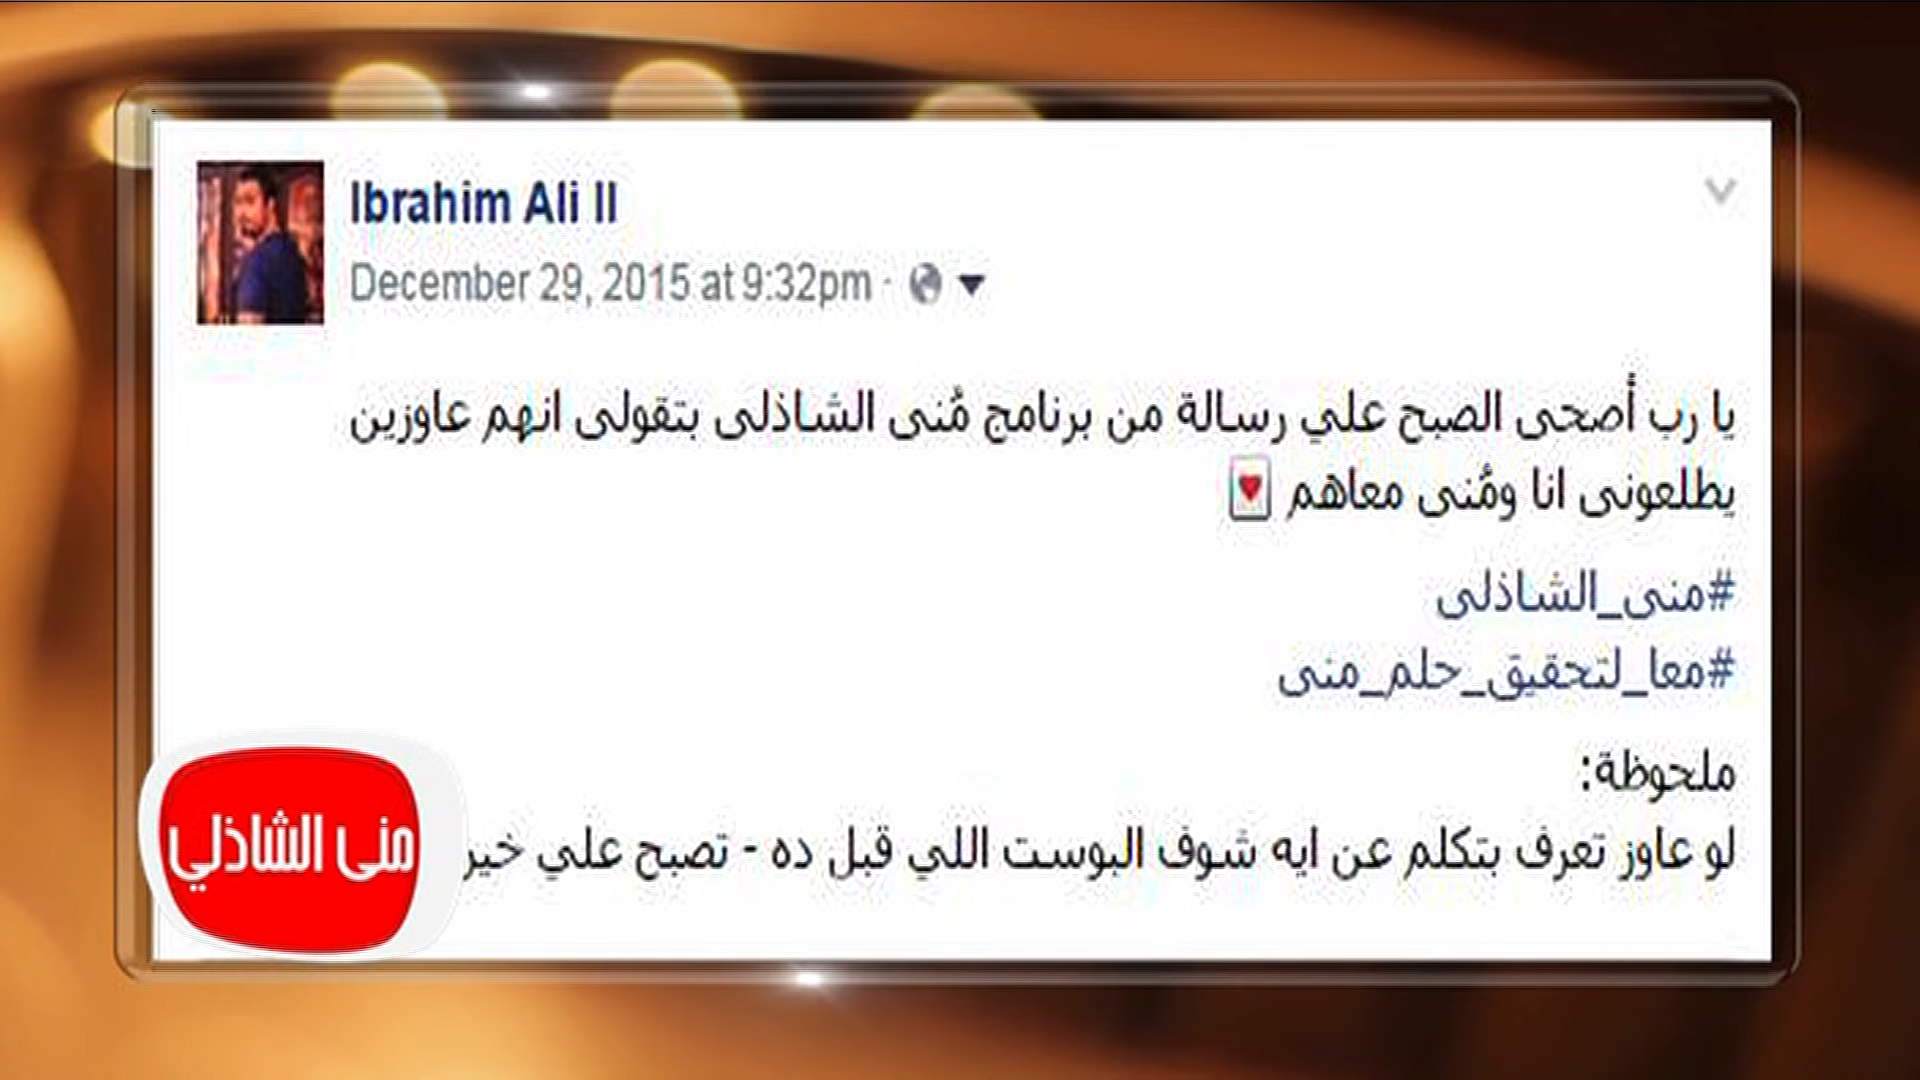 Ibrahim Ali II
December 29, 2015 at 9:32pm ·
يا رب أصحى الصبح علي رسالة من برنامج مُنى الشاذلى بتقولى انهم عاوزين
يطلعونى انا ومُنى معاهم
#منى_الشاذلى
#معا_لتحقيق_حلم_منى
ملحوظة:
لو عاوز تعرف بتكلم عن ايه شوف البوست اللي قبل ده - تصبح علي خير
منى الشاذلي